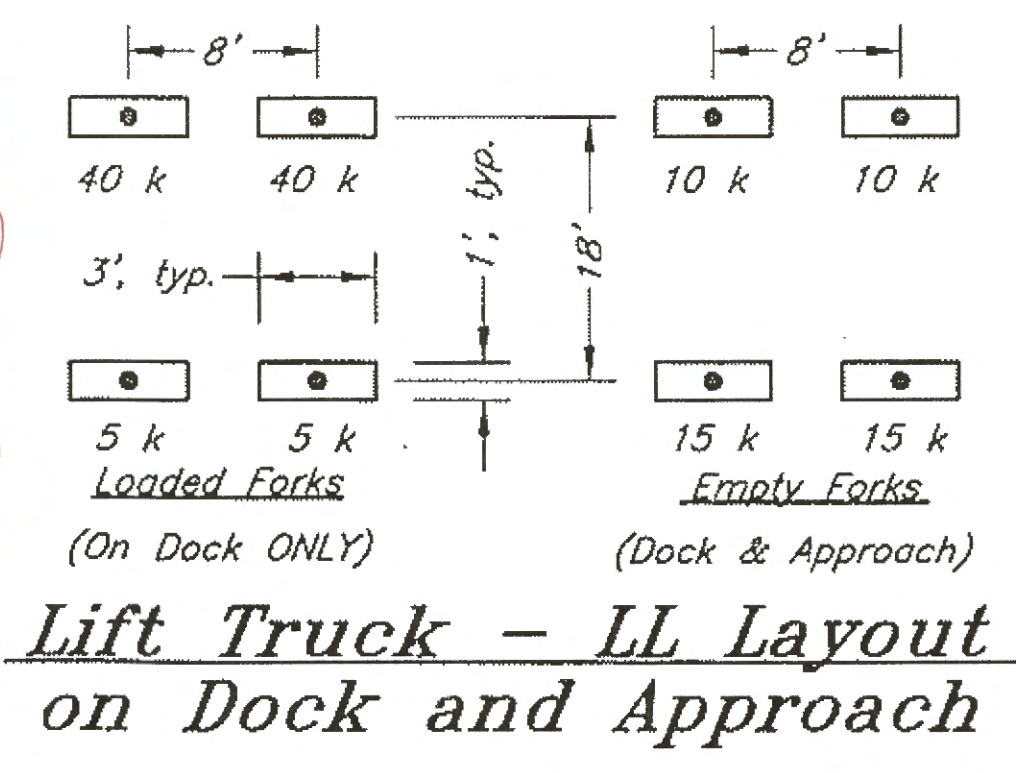 8' 8'
40 k 40 k 10 k 10 k
1', typ.
18'
3', typ.
5 k 5 k 15 k 15 k
Loaded Forks Empty Forks
(On Dock ONLY) (Dock & Approach)
Lift Truck - LL Layout
on Dock and Approach